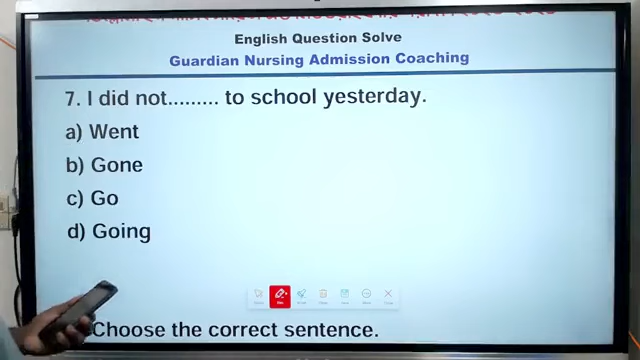 English Question Solve
Guardian Nursing Admission Coaching
7. I did not......... to school yesterday.
a) Went
b) Gone
c) Go
d) Going
Choose the correct sentence.